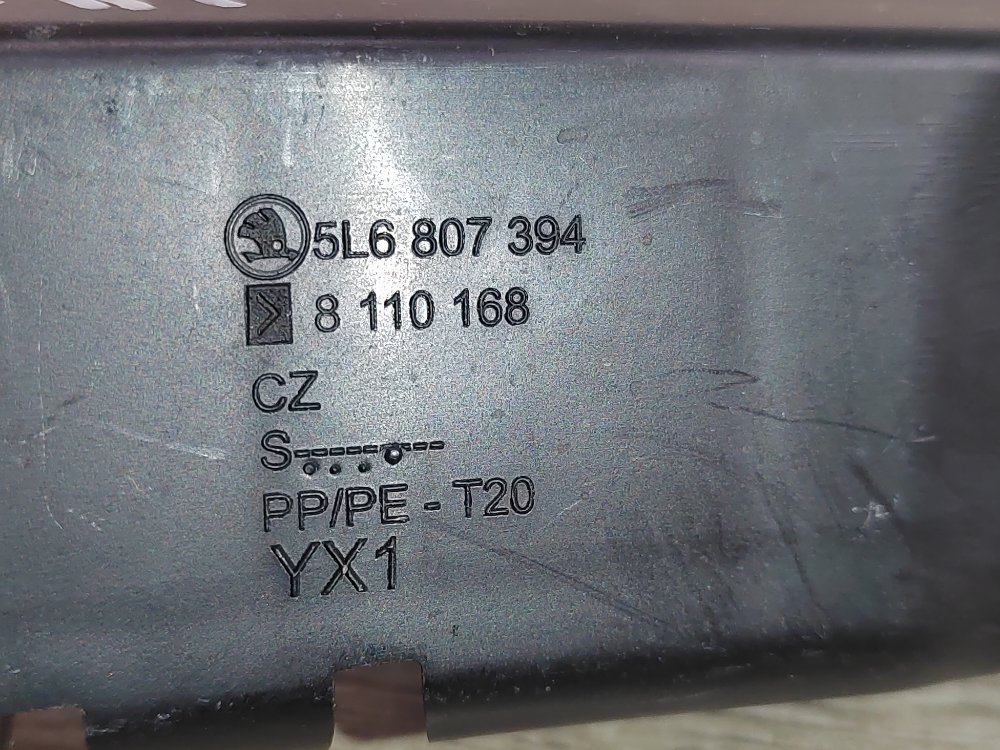 5L6 807 394
8 110 168
CZ
S--------
PP/PE - T20
YX1